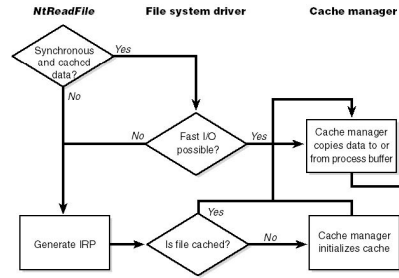 NtReadFile
File system driver
Cache manager
Synchronous
and cached
data?
Yes
No
Fast I/O
possible?
No
Yes
Cache manager
copies data to or
from process buffer
Generate IRP
Is file cached?
Yes
No
Cache manager
initializes cache